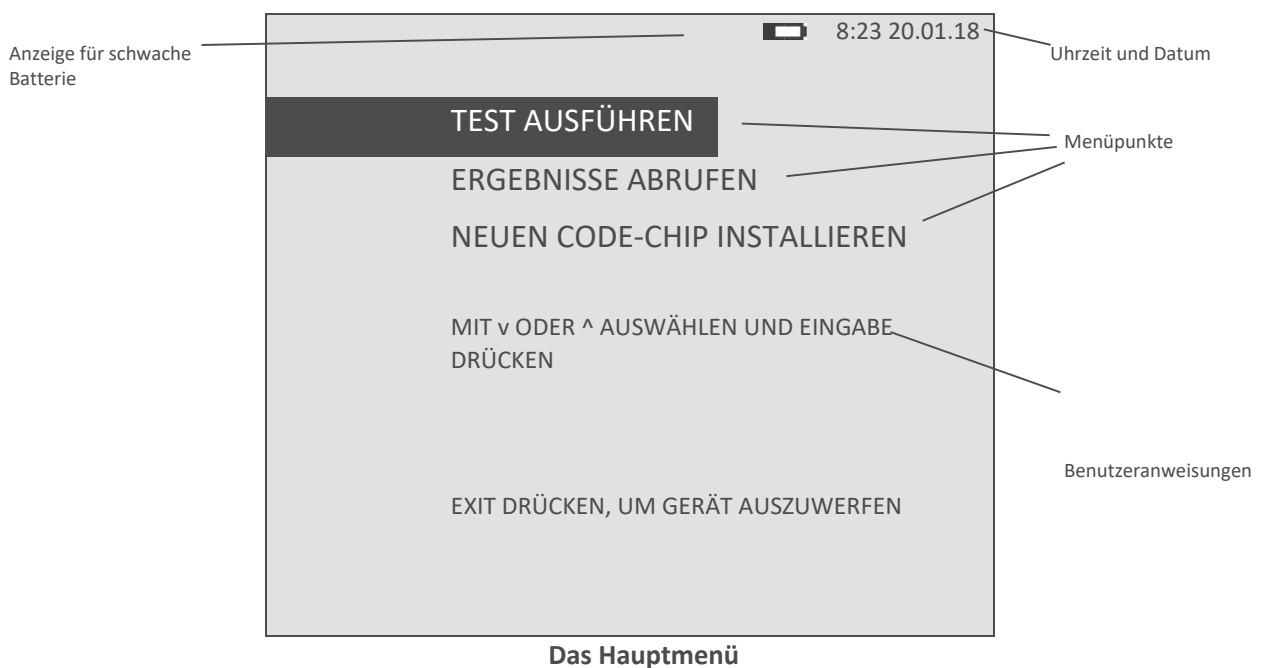 8:23 20.01.18
Anzeige für schwache
Batterie
Uhrzeit und Datum
TEST AUSFÜHREN
Menüpunkte
ERGEBNISSE ABRUFEN
NEUEN CODE-CHIP INSTALLIEREN
MIT v ODER ^ AUSWÄHLEN UND EINGABE
DRÜCKEN
Benutzeranweisungen
EXIT DRÜCKEN, UM GERÄT AUSZUWERFEN
Das Hauptmenü